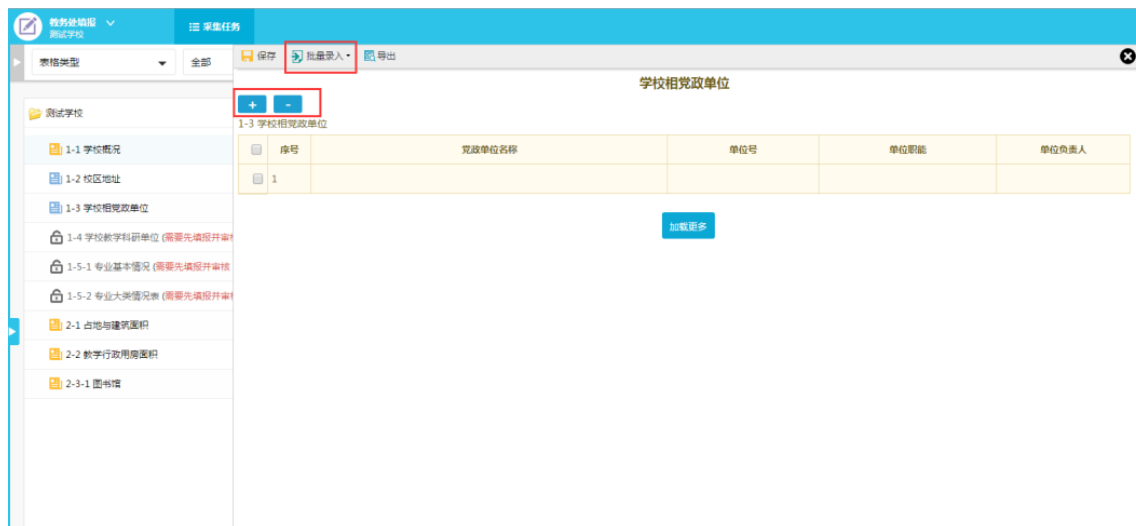 教务处填报
测试学校
采集任务
表格类型
全部
保存
批量录入
导出
学校相党政单位
+ -
1-3 学校相党政单位
序号 党政单位名称 单位号 单位职能 单位负责人
1
加载更多
测试学校
1-1 学校概况
1-2 校区地址
1-3 学校相党政单位
1-4 学校教学科研单位 (需要先填报并审核
1-5-1 专业基本情况 (需要先填报并审核
1-5-2 专业大类情况表 (需要先填报并审核
2-1 占地与建筑面积
2-2 教学行政用房面积
2-3-1 图书馆